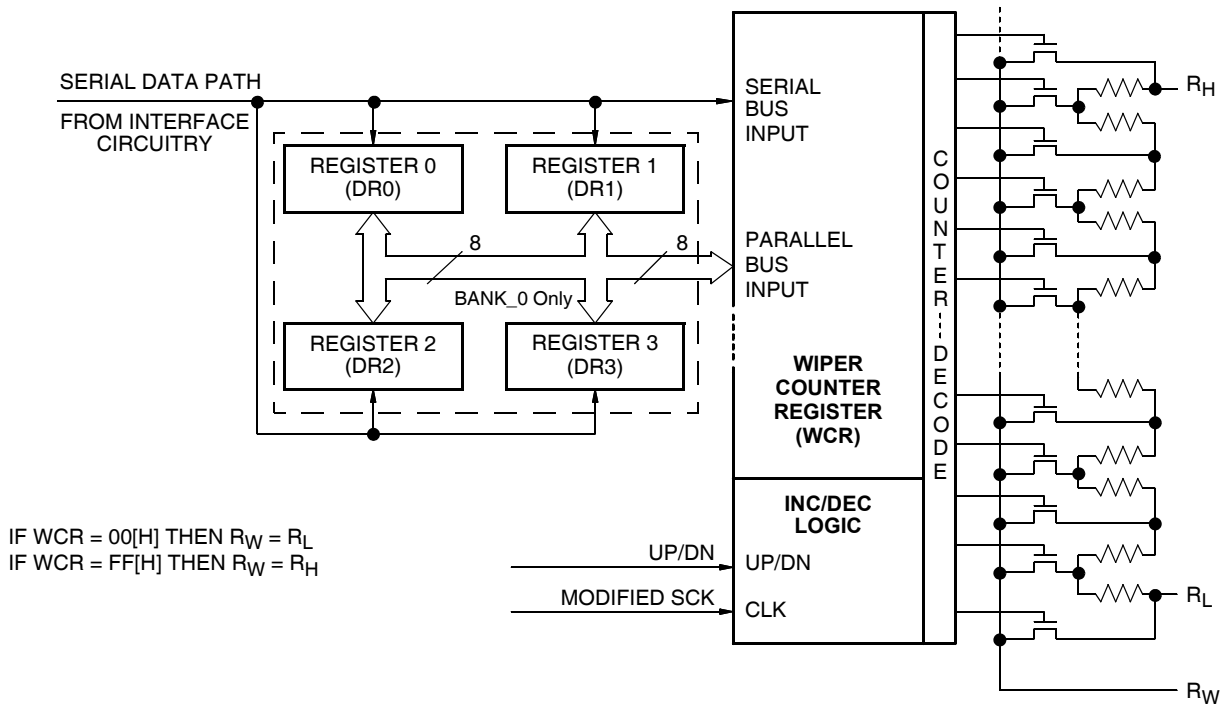 SERIAL DATA PATH
FROM INTERFACE
CIRCUITRY
REGISTER 0
(DR0)
REGISTER 1
(DR1)
8
8
BANK_0 Only
REGISTER 2
(DR2)
REGISTER 3
(DR3)
SERIAL
BUS
INPUT
PARALLEL
BUS
INPUT
WIPER
COUNTER
REGISTER
(WCR)
INC/DEC
LOGIC
UP/DN
UP/DN
MODIFIED SCK
CLK
COUNTER
DECODE
RH
RL
RW
IF WCR = 00[H] THEN RW = RL
IF WCR = FF[H] THEN RW = RH